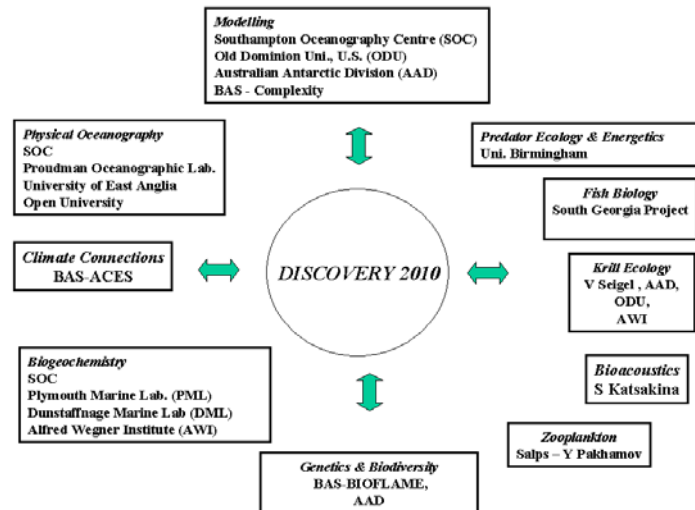 Modelling
Southampton Oceanography Centre (SOC)
Old Dominion Uni., U.S. (ODU)
Australian Antarctic Division (AAD)
BAS - Complexity
Physical Oceanography
SOC
Proudman Oceanographic Lab.
University of East Anglia
Open University
Predator Ecology & Energetics
Uni. Birmingham
Fish Biology
South Georgia Project
Climate Connections
BAS-ACES
DISCOVERY 2010
Krill Ecology
V Seigel , AAD,
ODU,
AWI
Biogeochemistry
SOC
Plymouth Marine Lab. (PML)
Dunstaffnage Marine Lab (DML)
Alfred Wegner Institute (AWI)
Bioacoustics
S Katsakina
Zooplankton
Salps – Y Pakhamov
Genetics & Biodiversity
BAS-BIOFLAME,
AAD